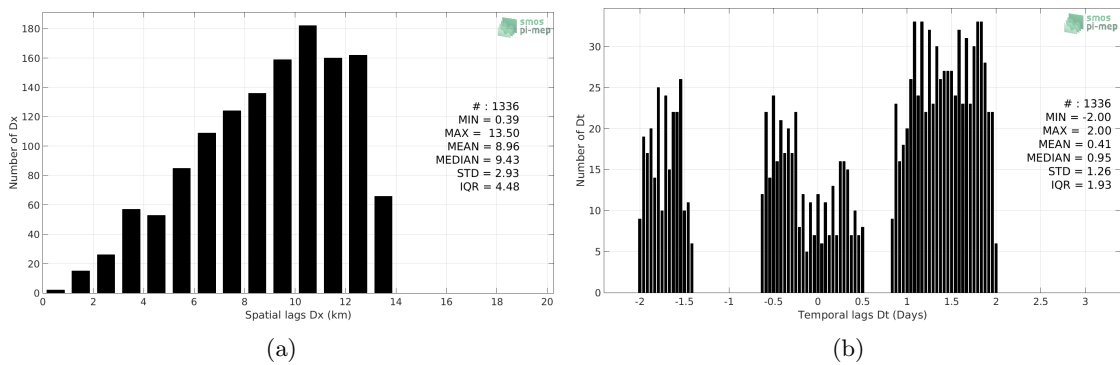 smos
pi-mep
Number of Dx
180
160
140
120
100
80
60
40
20
0
# : 1336
MIN = 0.39
MAX = 13.50
MEAN = 8.96
MEDIAN = 9.43
STD = 2.93
IQR = 4.48
0 2 4 6 8 10 12 14 16 18 20
Spatial lags Dx (km)
(a)
smos
pi-mep
Number of Dt
30
25
20
15
10
5
0
# : 1336
MIN = -2.00
MAX = 2.00
MEAN = 0.41
MEDIAN = 0.95
STD = 1.26
IQR = 1.93
-2 -1.5 -1 -0.5 0 0.5 1 1.5 2 2.5 3
Temporal lags Dt (Days)
(b)